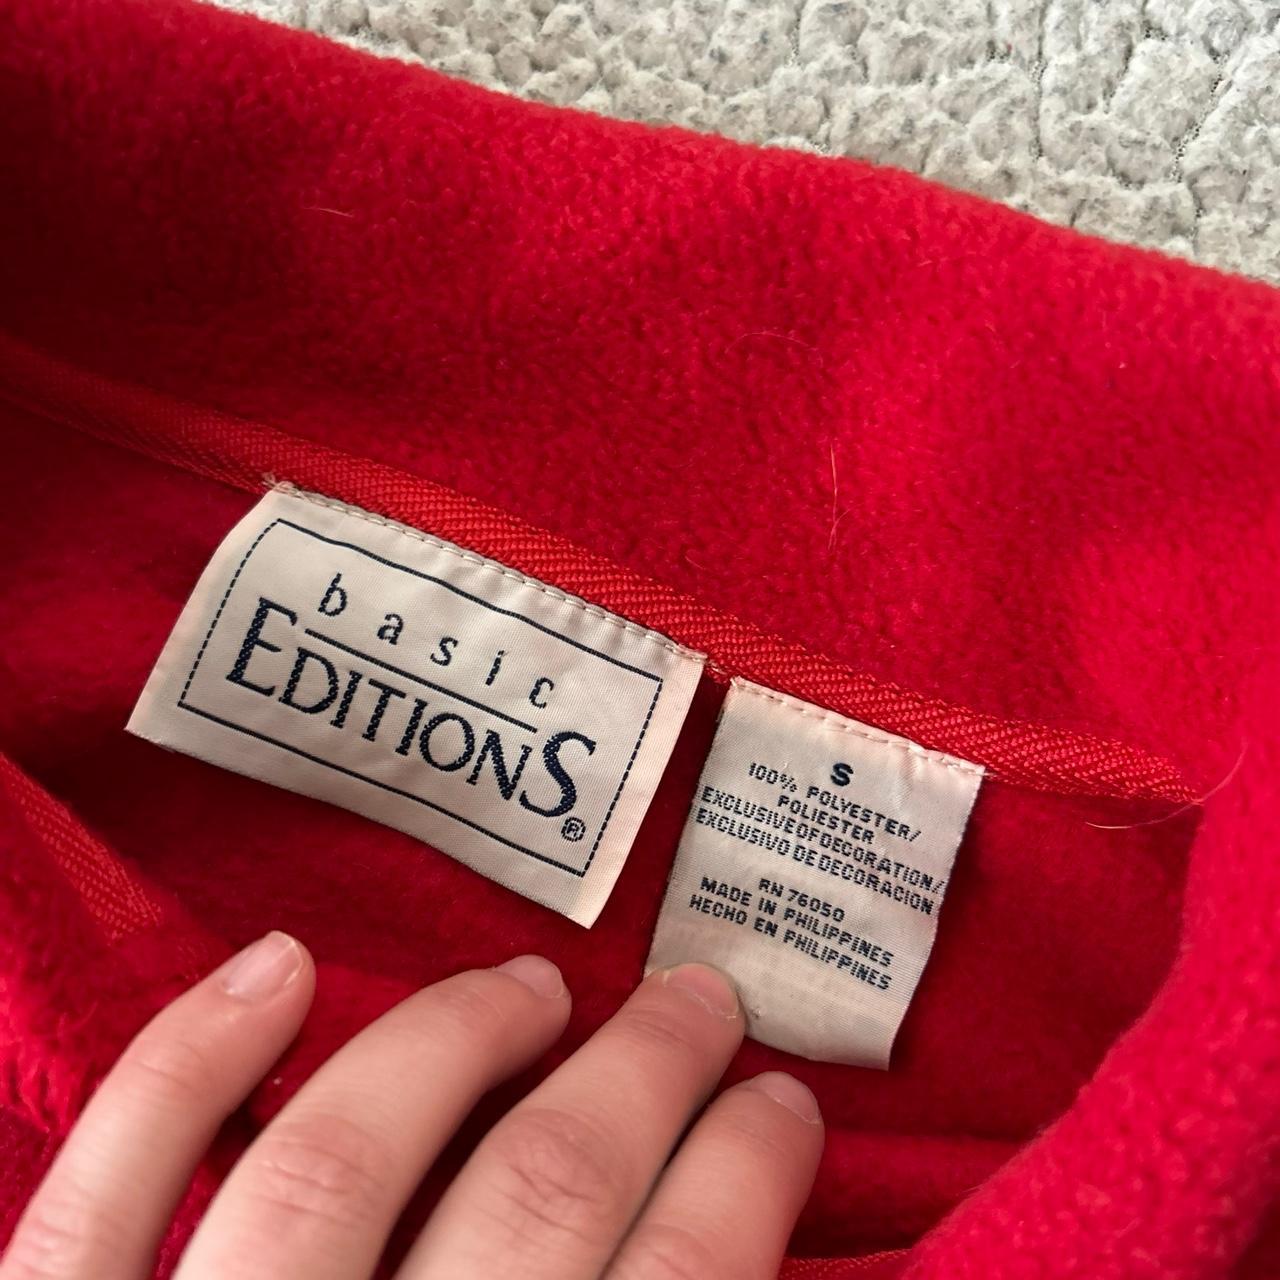 basic
EDITIONS®
S
100% POLYESTER/
POLIESTER
EXCLUSIVE OF DECORATION/
EXCLUSIVO DE DECORACION
RN 76050
MADE IN PHILIPPINES
HECHO EN PHILIPPINES